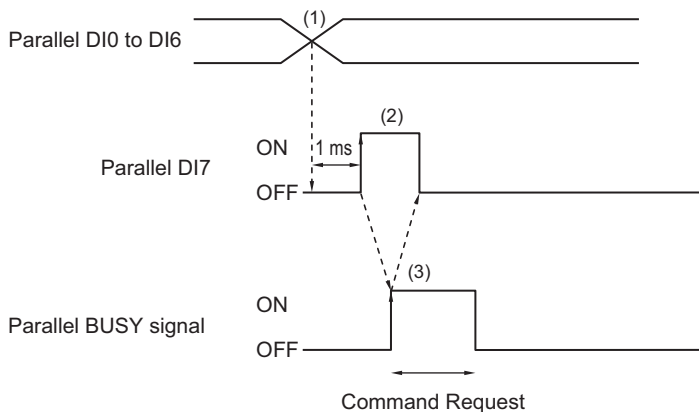 Parallel DI0 to DI6
(1)
(2)
Parallel DI7
ON
1 ms
OFF
(3)
Parallel BUSY signal
ON
OFF
Command Request